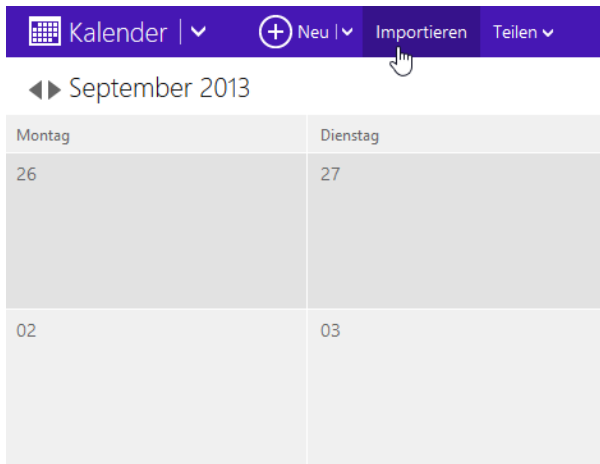 Kalender Neu Importieren Teilen
September 2013
Montag Dienstag
26 27
02 03